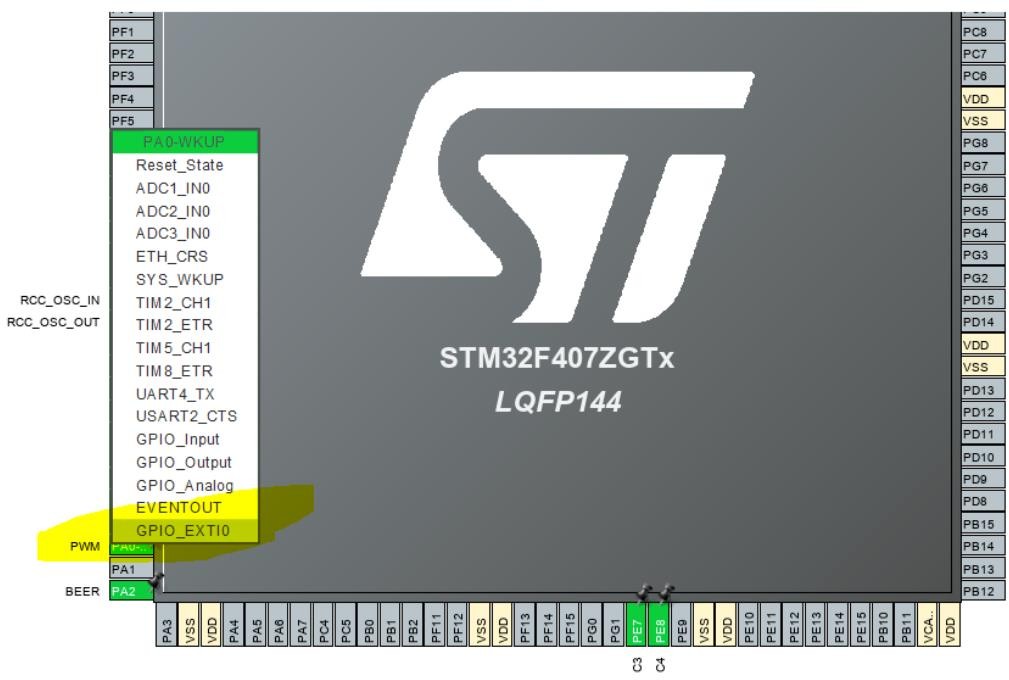 PF1
PF2
PF3
PF4
PF5
PA0-WKUP
Reset_State
ADC1_IN0
ADC2_IN0
ADC3_IN0
ETH_CRS
SYS_WKUP
TIM2_CH1
TIM2_ETR
TIM5_CH1
TIM8_ETR
UART4_TX
USART2_CTS
GPIO_Input
GPIO_Output
GPIO_Analog
EVENTOUT
GPIO_EXTI0
RCC_OSC_IN
RCC_OSC_OUT
PWM PA0-..
PA1
BEER PA2
STM32F407ZGTx
LQFP144
PC8
PC7
PC6
VDD
VSS
PG8
PG7
PG6
PG5
PG4
PG3
PG2
PD15
PD14
VDD
VSS
PD13
PD12
PD11
PD10
PD9
PD8
PB15
PB14
PB13
PB12
PA3
VSS
VDD
PA4
PA5
PA6
PA7
PC4
PC5
PB0
PB1
PB2
PF11
PF12
VSS
VDD
PF13
PF14
PF15
PG0
PG1
PE7
PE8
PE9
VSS
VDD
PE10
PE11
PE12
PE13
PE14
PE15
PB10
PB11
VCA..
VDD
C3
C4